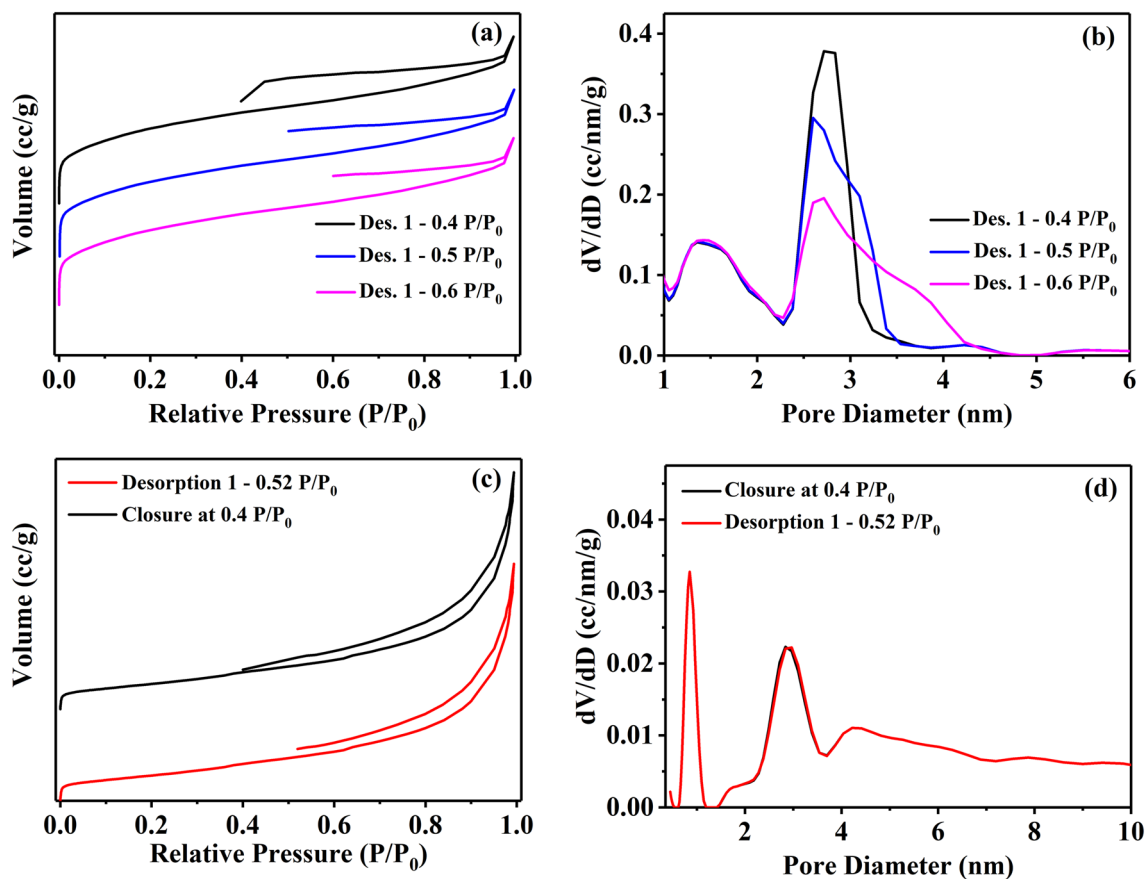 (a)
Volume (cc/g)
Des. 1 - 0.4 P/P₀
Des. 1 - 0.5 P/P₀
Des. 1 - 0.6 P/P₀
0.0 0.2 0.4 0.6 0.8 1.0
Relative Pressure (P/P₀)
(b)
dV/dD (cc/nm/g)
0.4
0.3
0.2
0.1
0.0
Des. 1 - 0.4 P/P₀
Des. 1 - 0.5 P/P₀
Des. 1 - 0.6 P/P₀
1 2 3 4 5 6
Pore Diameter (nm)
(c)
Volume (cc/g)
Desorption 1 - 0.52 P/P₀
Closure at 0.4 P/P₀
0.0 0.2 0.4 0.6 0.8 1.0
Relative Pressure (P/P₀)
(d)
dV/dD (cc/nm/g)
Closure at 0.4 P/P₀
Desorption 1 - 0.52 P/P₀
0.04
0.03
0.02
0.01
0.00
2 4 6 8 10
Pore Diameter (nm)